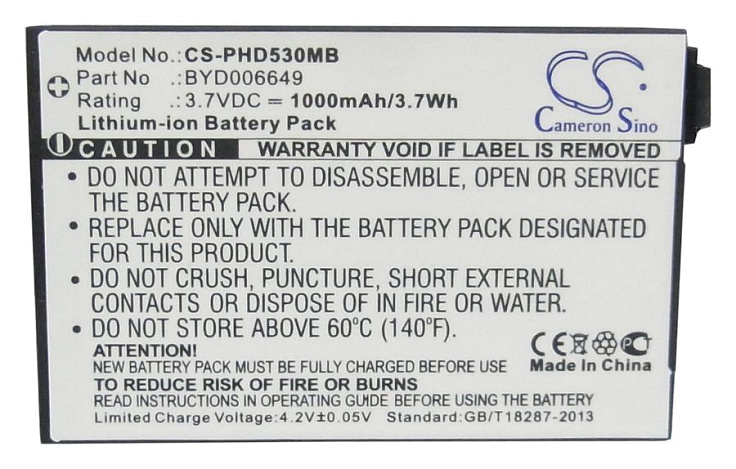 Model No.: CS-PHD530MB
Part No : BYD006649
Rating : 3.7VDC ⎓ 1000mAh/3.7Wh
Lithium-ion Battery Pack
CS
Cameron Sino
CAUTION WARRANTY VOID IF LABEL IS REMOVED
• DO NOT ATTEMPT TO DISASSEMBLE, OPEN OR SERVICE
THE BATTERY PACK.
• REPLACE ONLY WITH THE BATTERY PACK DESIGNATED
FOR THIS PRODUCT.
• DO NOT CRUSH, PUNCTURE, SHORT EXTERNAL
CONTACTS OR DISPOSE OF IN FIRE OR WATER.
• DO NOT STORE ABOVE 60°C (140°F).
ATTENTION!
NEW BATTERY PACK MUST BE FULLY CHARGED BEFORE USE
TO REDUCE RISK OF FIRE OR BURNS
READ INSTRUCTIONS OF OPERATING GUIDE BEFORE USING THE BATTERY.
Limited Charge Voltage:4.2V±0.05V Standard:GB/T18287-2013
CE
Made In China